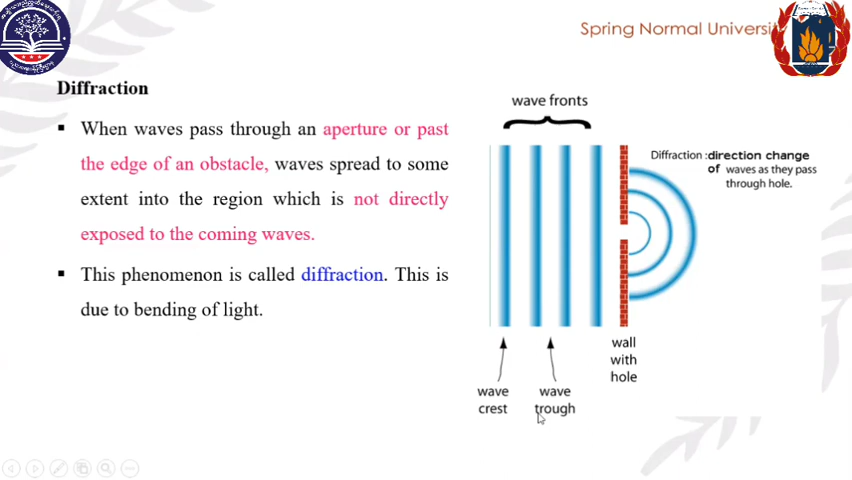 Spring Normal Universi
Diffraction
▪ When waves pass through an aperture or past
the edge of an obstacle, waves spread to some
extent into the region which is not directly
exposed to the coming waves.
▪ This phenomenon is called diffraction. This is
due to bending of light.
wave fronts
Diffraction :direction change
of waves as they pass
through hole.
wall
with
hole
wave
crest
wave
trough